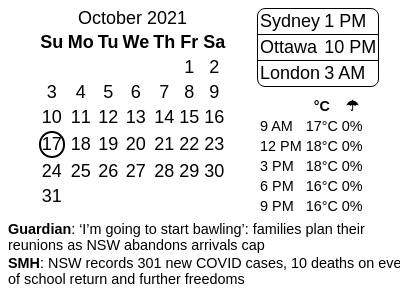 October 2021
Su Mo Tu We Th Fr Sa
1 2
3 4 5 6 7 8 9
10 11 12 13 14 15 16
17 18 19 20 21 22 23
24 25 26 27 28 29 30
31
Sydney 1 PM
Ottawa 10 PM
London 3 AM
°C ☂
9 AM 17°C 0%
12 PM 18°C 0%
3 PM 18°C 0%
6 PM 16°C 0%
9 PM 16°C 0%
Guardian: ‘I’m going to start bawling’: families plan their
reunions as NSW abandons arrivals cap
SMH: NSW records 301 new COVID cases, 10 deaths on eve
of school return and further freedoms